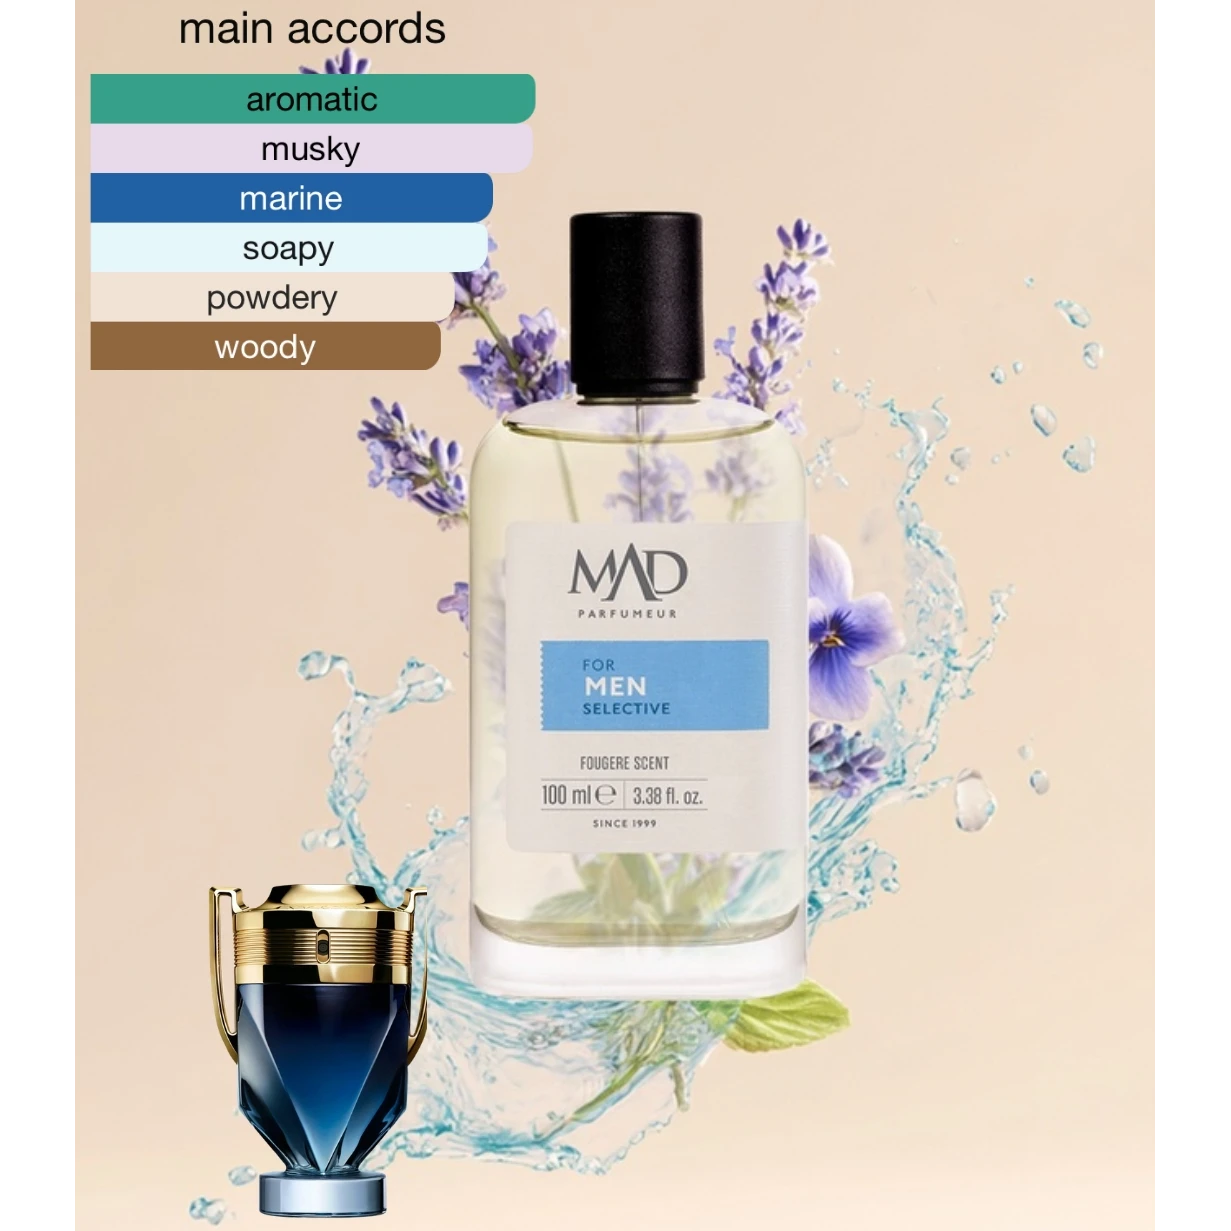 main accords
aromatic
musky
marine
soapy
powdery
woody
MAD
PARFUMEUR
FOR
MEN
SELECTIVE
FOUGERE SCENT
100 ml ℮ 3.38 fl. oz.
SINCE 1999